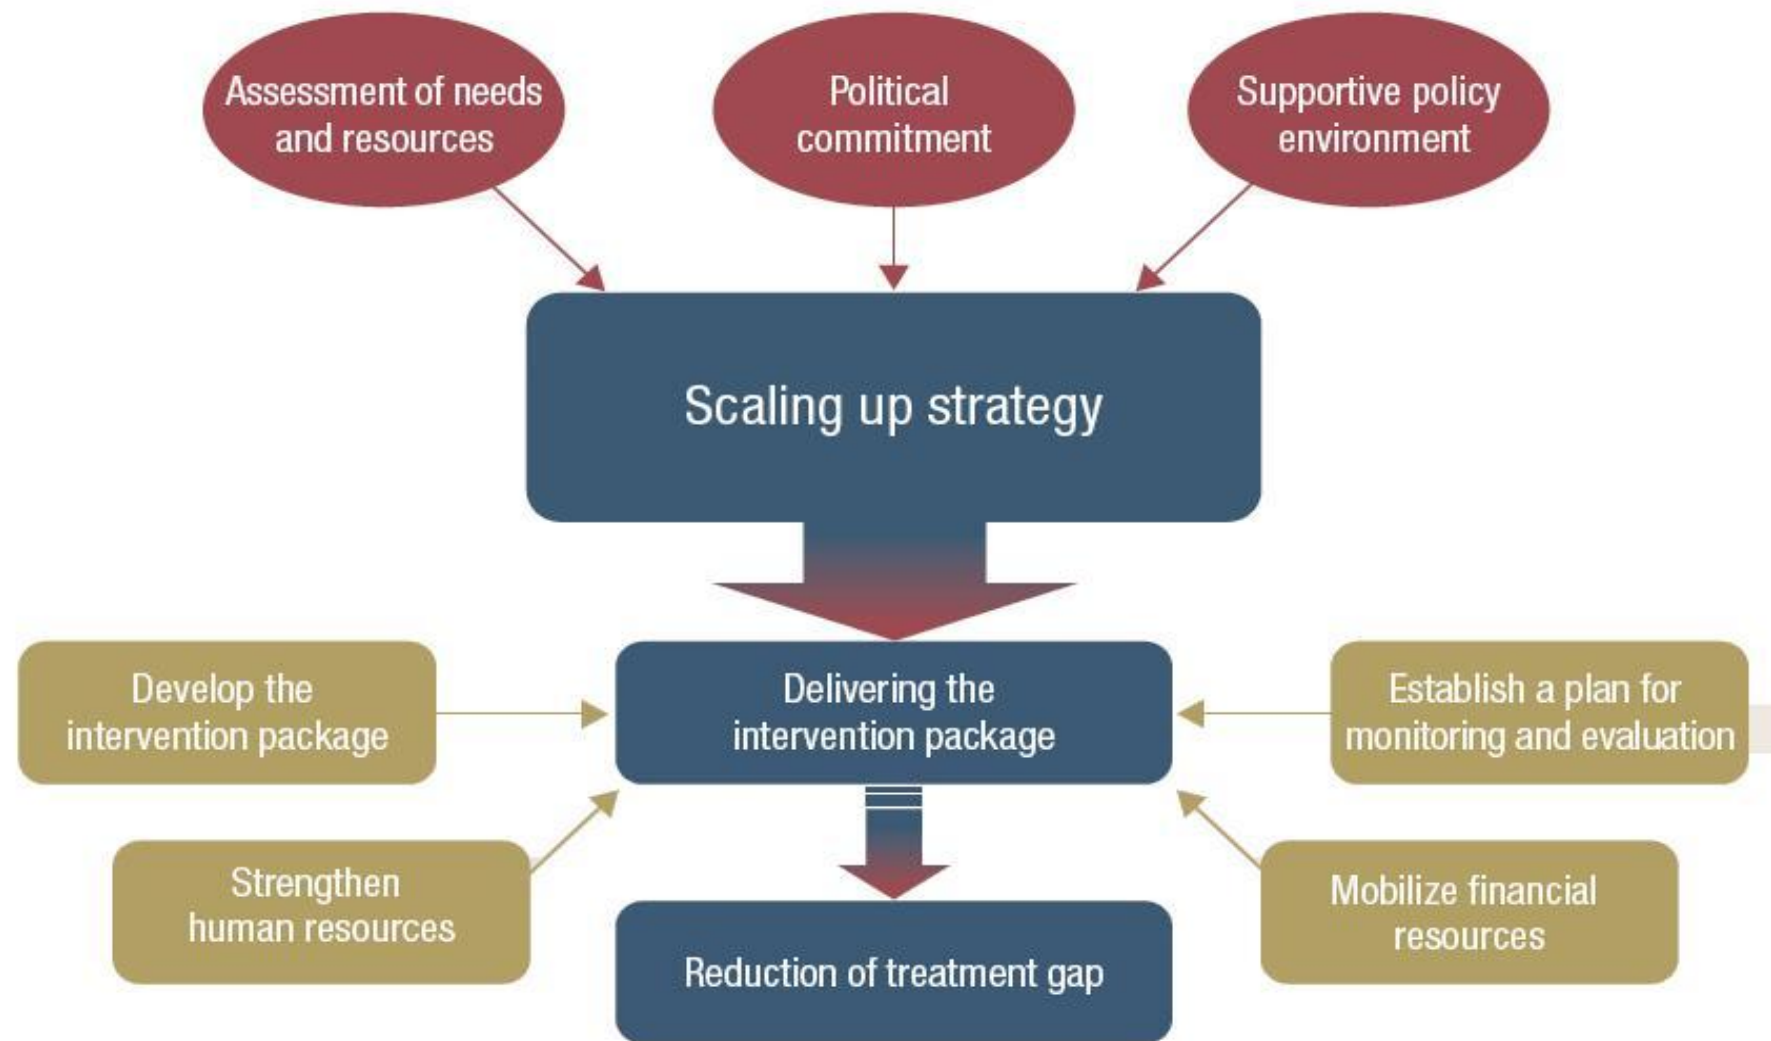 Assessment of needs
and resources
Political
commitment
Supportive policy
environment
Scaling up strategy
Develop the
intervention package
Delivering the
intervention package
Establish a plan for
monitoring and evaluation
Strengthen
human resources
Mobilize financial
resources
Reduction of treatment gap